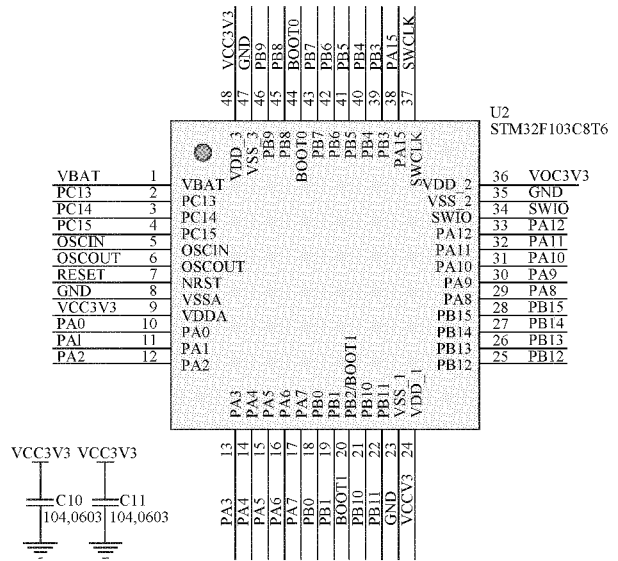 VCC3V3 GND PB9 PB8 BOOT0 PB7 PB6 PB5 PB4 PB3 PA15 SWCLK
48 47 46 45 44 43 42 41 40 39 38 37
U2
STM32F103C8T6
VDD_3 VSS_3 PB9 PB8 BOOT0 PB7 PB6 PB5 PB4 PB3 PA15 SWCLK
VBAT 1 VBAT VDD_2 36 VOC3V3
PC13 2 PC13 VSS_2 35 GND
PC14 3 PC14 SWIO 34 SWIO
PC15 4 PC15 PA12 33 PA12
OSCIN 5 OSCIN PA11 32 PA11
OSCOUT 6 OSCOUT PA10 31 PA10
RESET 7 NRST PA9 30 PA9
GND 8 VSSA PA8 29 PA8
VCC3V3 9 VDDA PB15 28 PB15
PA0 10 PA0 PB14 27 PB14
PA1 11 PA1 PB13 26 PB13
PA2 12 PA2 PB12 25 PB12
PA3 PA4 PA5 PA6 PA7 PB0 PB1 PB2/BOOT1 PB10 PB11 VSS_1 VDD_1
13 14 15 16 17 18 19 20 21 22 23 24
PA3 PA4 PA5 PA6 PA7 PB0 PB1 BOOT1 PB10 PB11 GND VCCV3
VCC3V3 VCC3V3
C10 C11
104,0603 104,0603